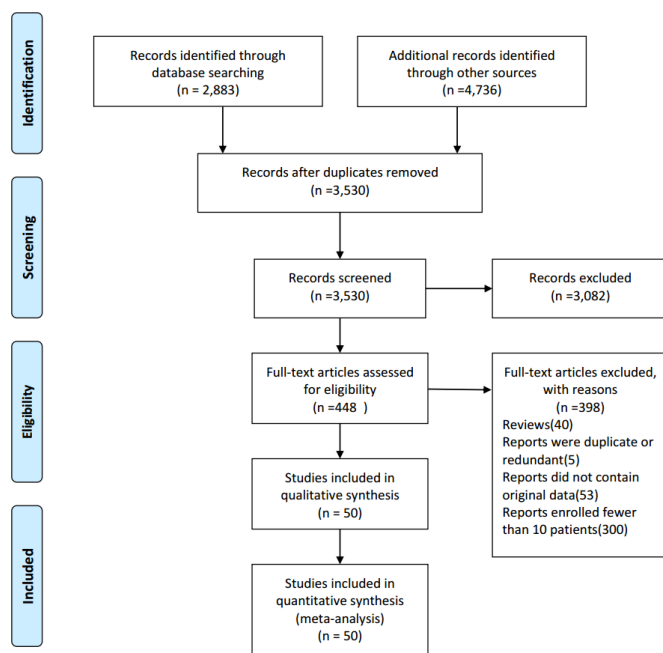 Identification
Records identified through
database searching
(n = 2,883)
Additional records identified
through other sources
(n =4,736)
Records after duplicates removed
(n =3,530)
Screening
Records screened
(n =3,530)
Records excluded
(n =3,082)
Eligibility
Full-text articles assessed
for eligibility
(n =448 )
Full-text articles excluded,
with reasons
(n =398)
Reviews(40)
Reports were duplicate or
redundant(5)
Reports did not contain
original data(53)
Reports enrolled fewer
than 10 patients(300)
Studies included in
qualitative synthesis
(n = 50)
Included
Studies included in
quantitative synthesis
(meta-analysis)
(n = 50)